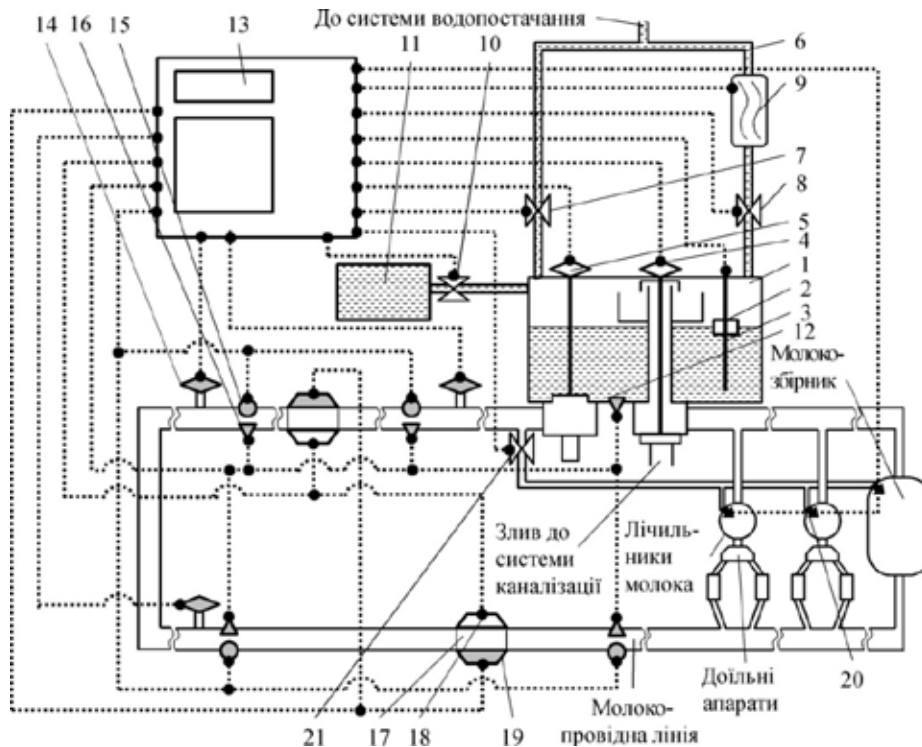 До системи водопостачання
14 16 15 13 11 10 6
9
7
8
5
4
1
2
3
12
Молоко-
збірник
Злив до
системи
каналізації
Лічиль-
ники
молока
21 17 18 19
Молоко-
провідна лінія
Доїльні
апарати
20